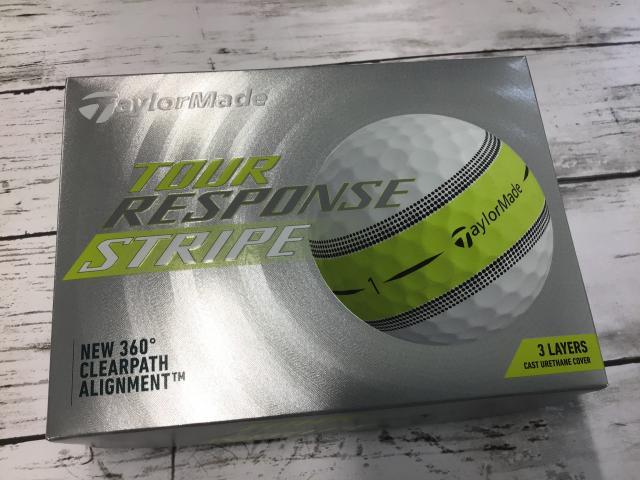 TaylorMade
TOUR
RESPONSE
STRIPE
TaylorMade
1
NEW 360°
CLEARPATH
ALIGNMENT™
3 LAYERS
CAST URETHANE COVER